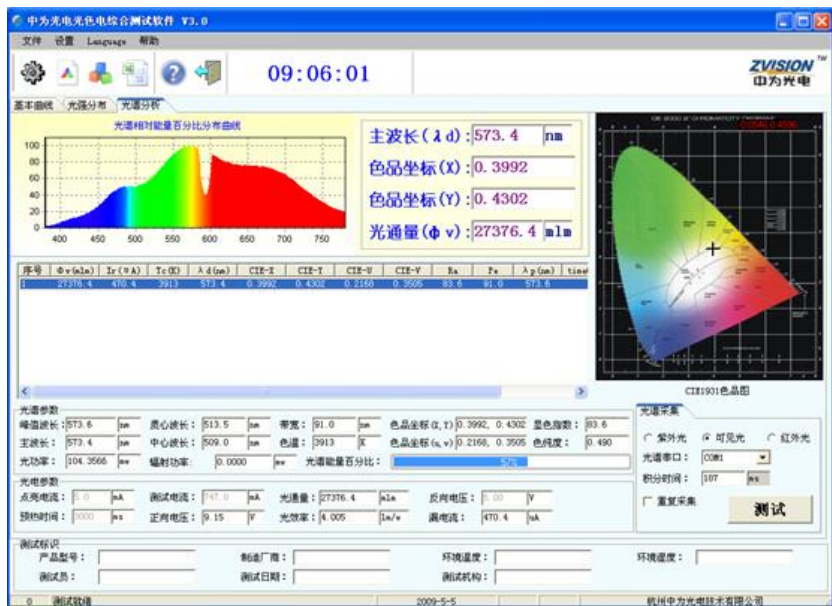 中为光电光色电综合测试软件 V3.0
文件 设置 Language 帮助
09:06:01
ZVISION TM
中为光电
基本曲线 光强分布 光谱分析
光谱相对能量百分比分布曲线
100
80
60
40
20
0
400 450 500 550 600 650 700 750
主波长(λd): 573.4 nm
色品坐标(X): 0.3992
色品坐标(Y): 0.4302
光通量(Φv): 27376.4 mlm
序号 Φv(mlm) Ir(uA) Tc(K) λd(nm) CIE-X CIE-Y CIE-U CIE-V Ra Pe λp(nm) time
1 27376.4 470.4 3913 573.4 0.3992 0.4302 0.2168 0.3505 83.6 91.0 573.6
CIE1931色品图
光谱参数
峰值波长: 573.6 nm 质心波长: 513.5 nm 带宽: 91.0 nm 色品坐标(X,Y) 0.3992, 0.4302 显色指数: 83.6
主波长: 573.4 nm 中心波长: 509.0 nm 色温: 3913 K 色品坐标(u,v) 0.2168, 0.3505 色纯度: 0.490
光功率: 104.3566 mw 辐射功率: 0.0000 mw 光谱能量百分比: 57%
光电参数
点亮电流: 5.0 mA 测试电流: 747.0 mA 光通量: 27376.4 mlm 反向电压: 5.00 V
预热时间: 3000 ms 正向电压: 9.15 V 光效率: 4.005 lm/w 漏电流: 470.4 uA
光谱采集
紫外光 可见光 红外光
光谱串口: COM1
积分时间: 107 ms
重复采集
测试
测试标识
产品型号: 制造厂商: 环境温度: 环境湿度:
测试员: 测试日期: 测试机构:
0 测试就绪 2009-5-5 杭州中为光电技术有限公司